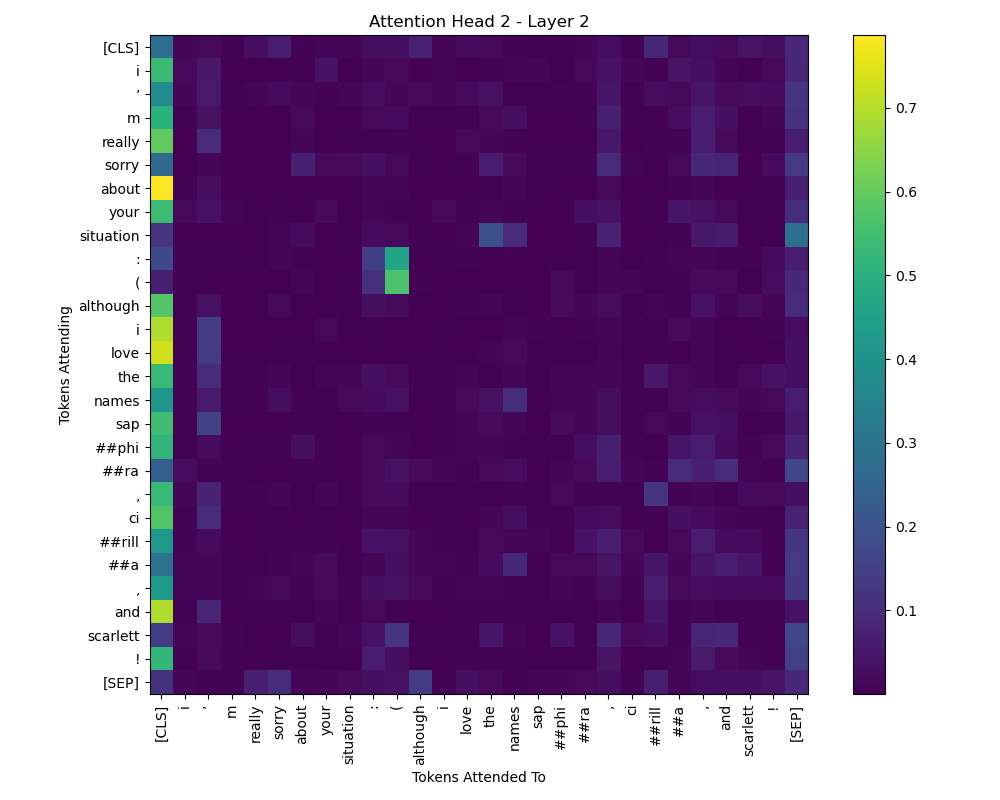 Attention Head 2 - Layer 2
[CLS]
i
’
m
really
sorry
about
your
situation
:
(
although
i
love
the
names
sap
##phi
##ra
,
ci
##rill
##a
,
and
scarlett
!
[SEP]
Tokens Attending
[CLS] i ’ m really sorry about your situation : ( although i love the names sap ##phi ##ra , ci ##rill ##a , and scarlett ! [SEP]
Tokens Attended To
0.7
0.6
0.5
0.4
0.3
0.2
0.1